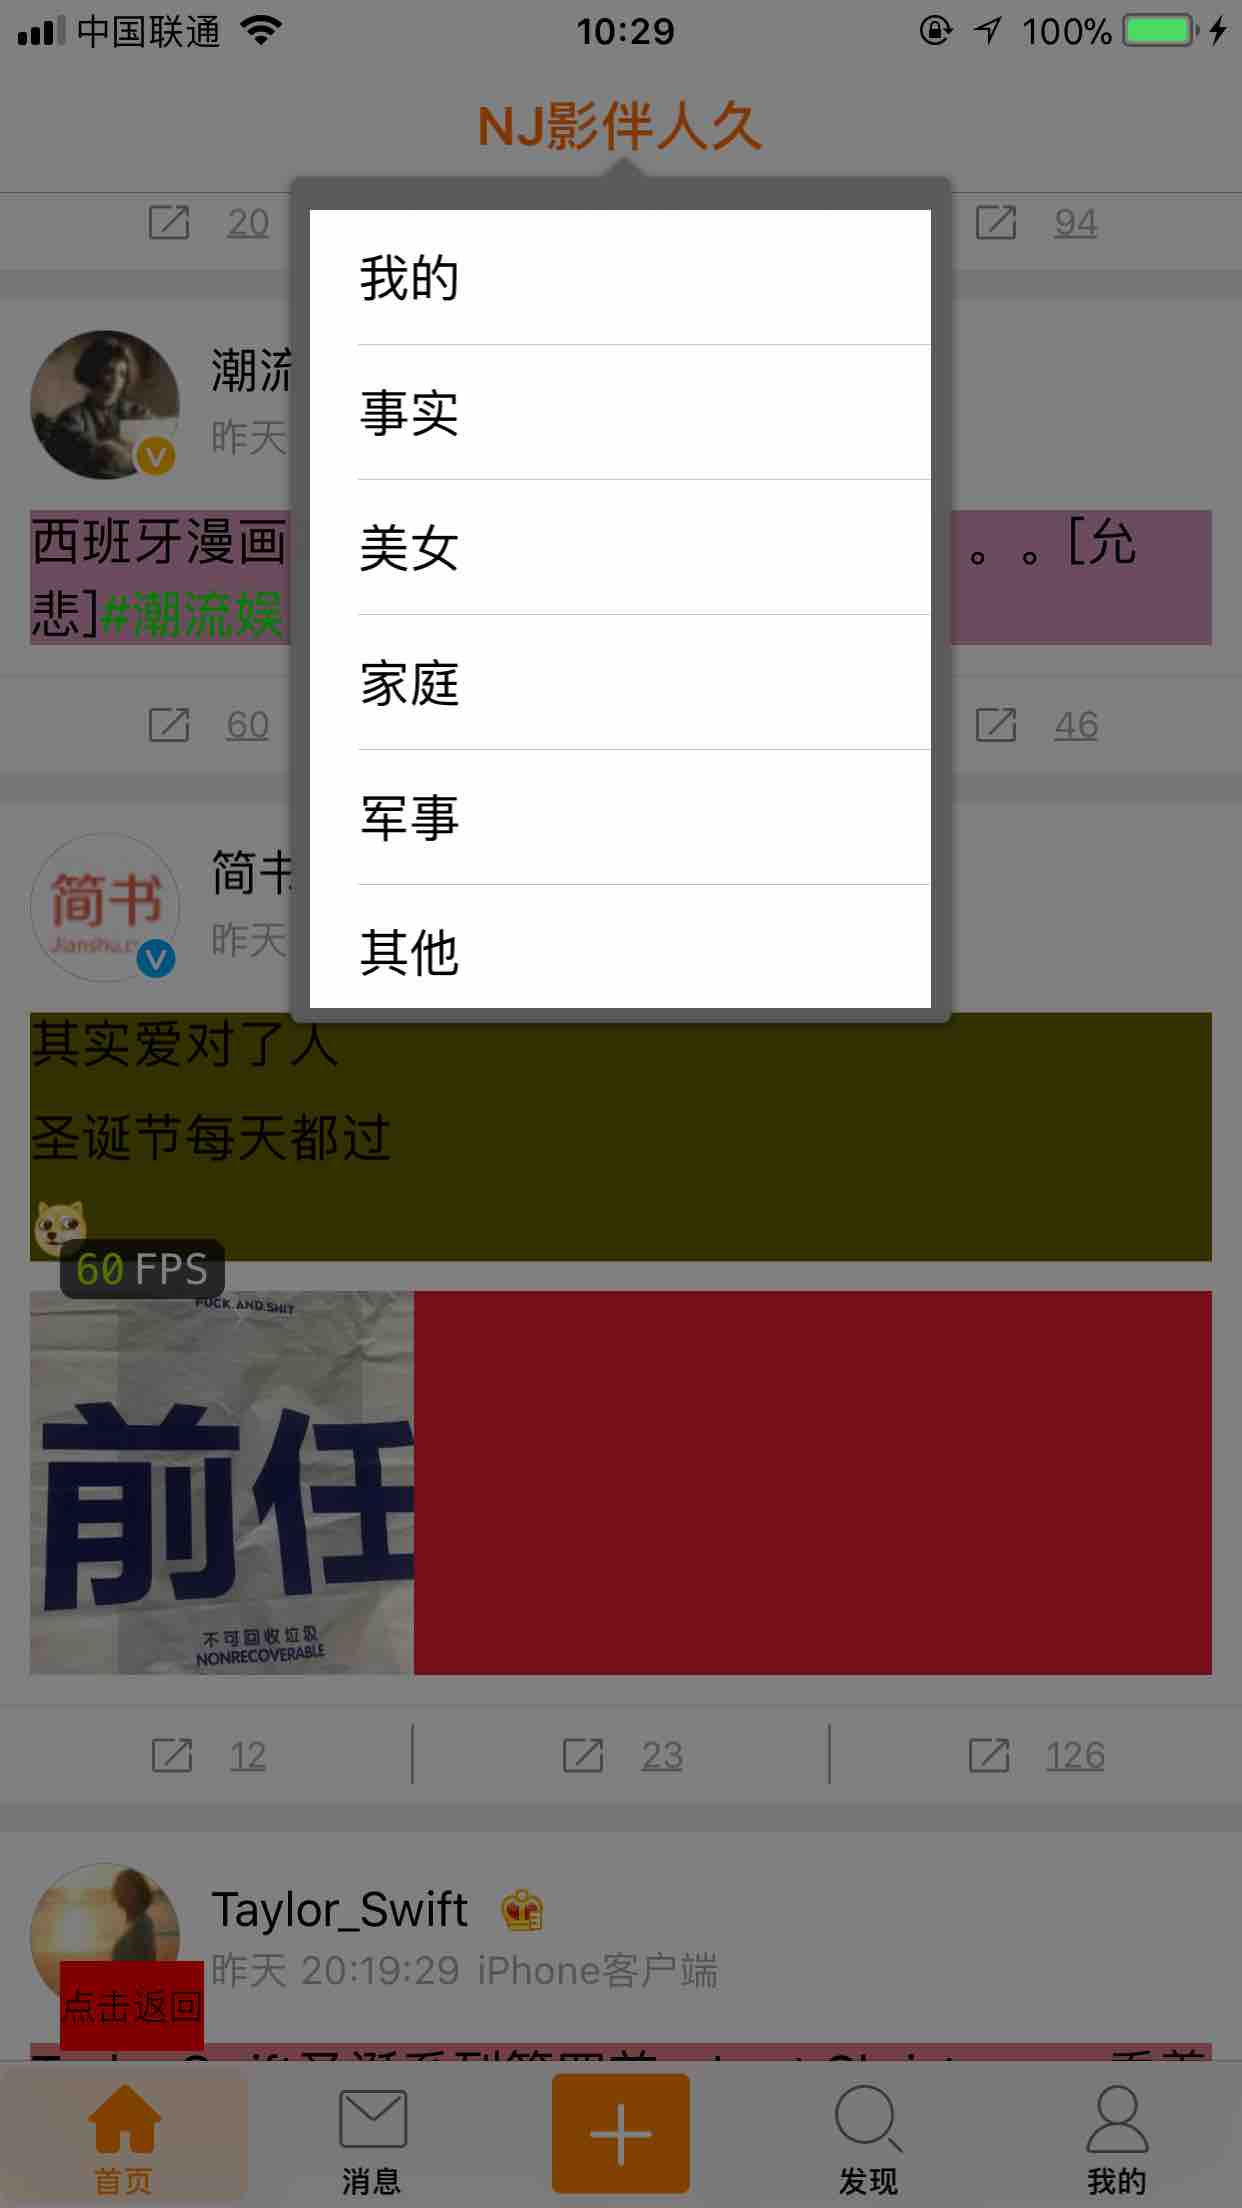 中国联通 10:29 100%
NJ影伴人久
20 94
我的
事实
美女
家庭
军事
其他
潮流
昨天
西班牙漫画 。。[允
悲]#潮流娱
60 46
简书
昨天
简书
Jianshu.c
其实爱对了人
圣诞节每天都过
60 FPS
FUCK.AND.SHIT
前任
不可回收垃圾
NONRECOVERABLE
12 23 126
Taylor_Swift
昨天 20:19:29 iPhone客户端
点击返回
首页 消息 发现 我的